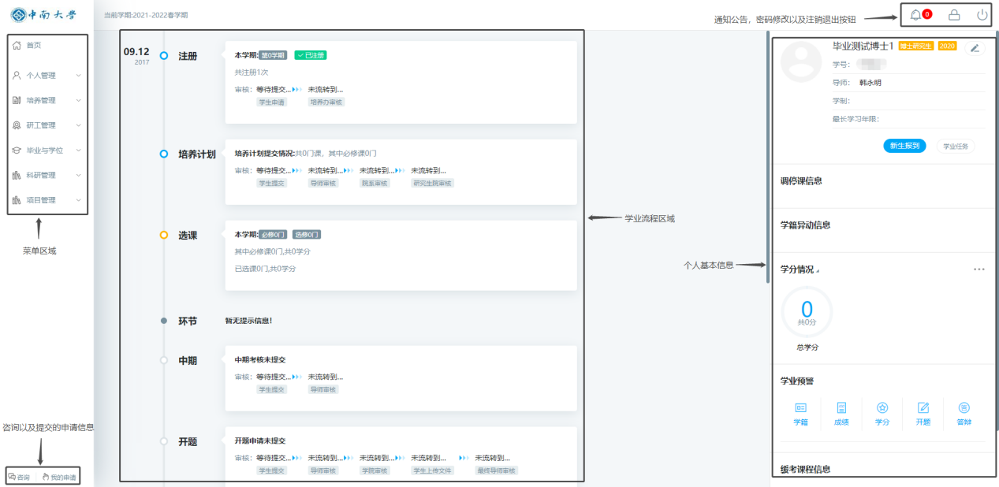 中南大学
当前学期:2021-2022春学期
通知公告，密码修改以及注销退出按钮
0
首页
个人管理
培养管理
研工管理
毕业与学位
科研管理
项目管理
菜单区域
咨询以及提交的申请信息
咨询
我的申请
09.12
2017
注册
本学期:第0学期 已注册
共注册1次
审核： 等待提交... 未流转到...
学生申请 培养办审核
培养计划
培养计划提交情况:共0门课，其中必修课0门
审核： 等待提交... 未流转到... 未流转到... 未流转到...
学生提交 导师审核 院系审核 研究生院审核
选课
本学期:必修0门 选修0门
其中必修课0门,共0学分
已选课0门,共0学分
环节
暂无提示信息!
中期
中期考核未提交
审核： 等待提交... 未流转到...
学生提交 导师审核
开题
开题申请未提交
审核： 等待提交... 未流转到... 未流转到... 未流转到... 未流转到...
学生提交 导师审核 学院审核 学生上传文件 最终导师审核
学业流程区域
个人基本信息
毕业测试博士1 博士研究生 2020
学号：
导师： 韩永明
学制：
最长学习年限：
新生报到 学业任务
调停课信息
学籍异动信息
学分情况
0
共0分
总学分
学业预警
学籍 成绩 学分 开题 答辩
缓考课程信息